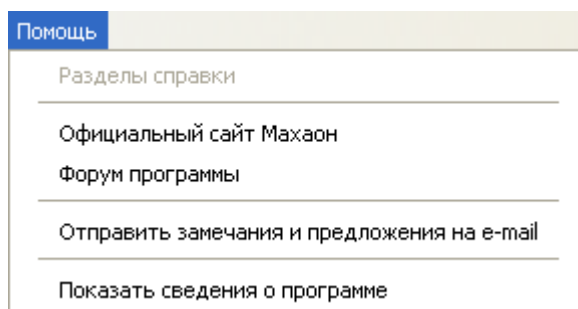 Помощь
Разделы справки
Официальный сайт Махаон
Форум программы
Отправить замечания и предложения на e-mail
Показать сведения о программе